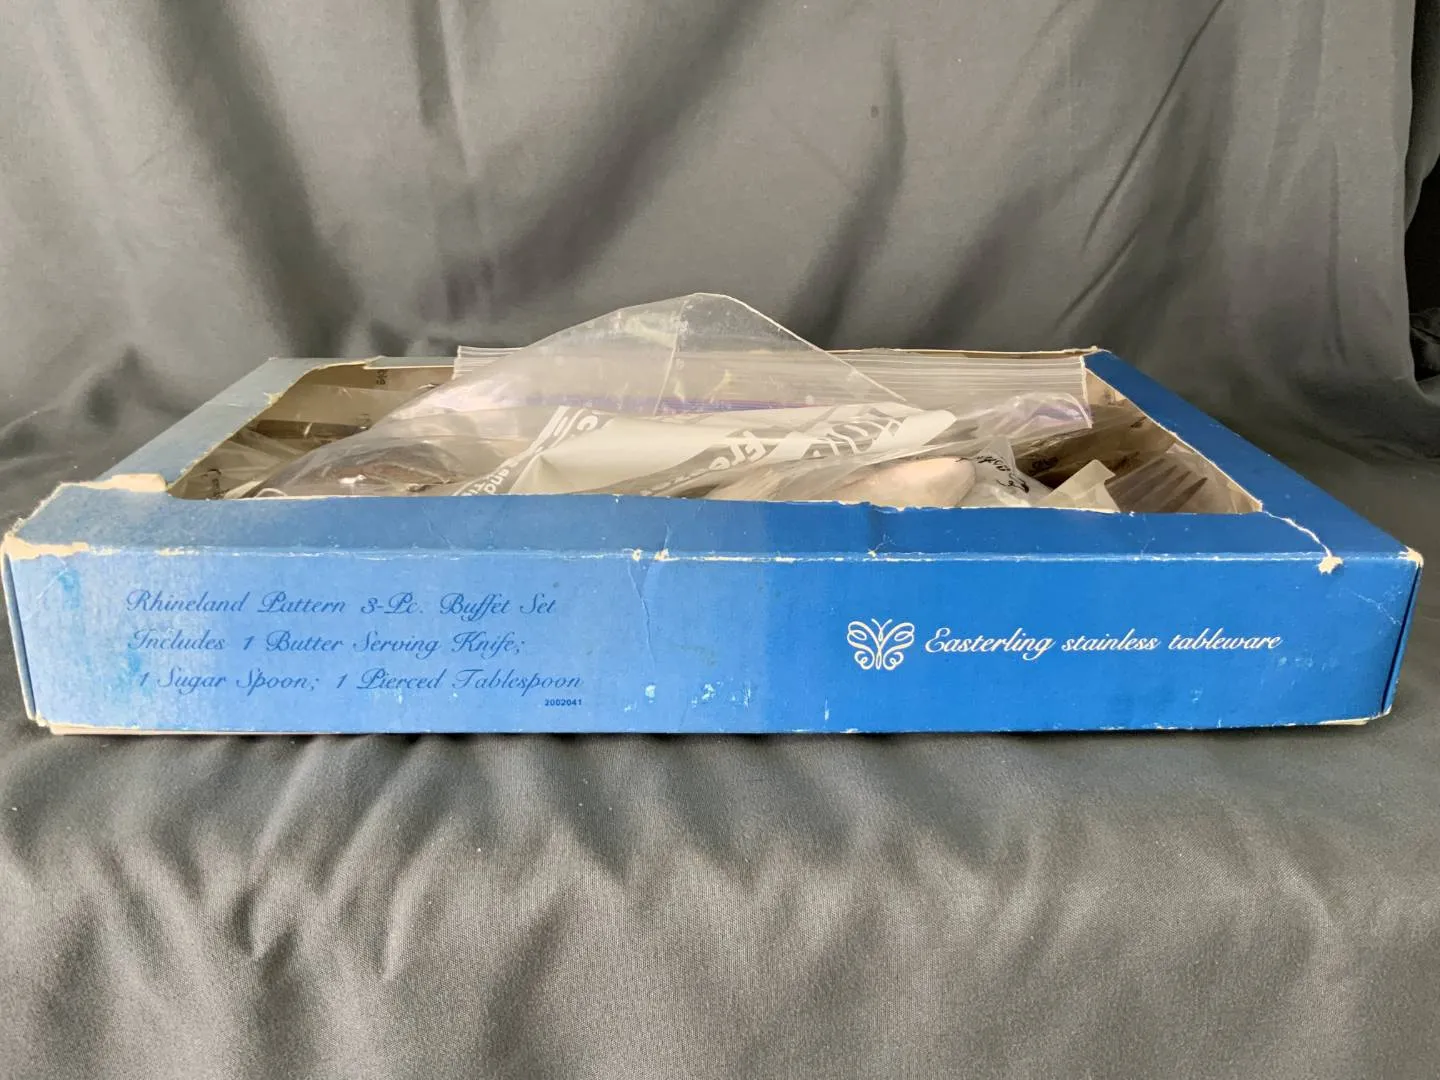 Rhineland Pattern 3-Pc. Buffet Set
Includes 1 Butter Serving Knife;
1 Sugar Spoon; 1 Pierced Tablespoon
2002041
Easterling stainless tableware